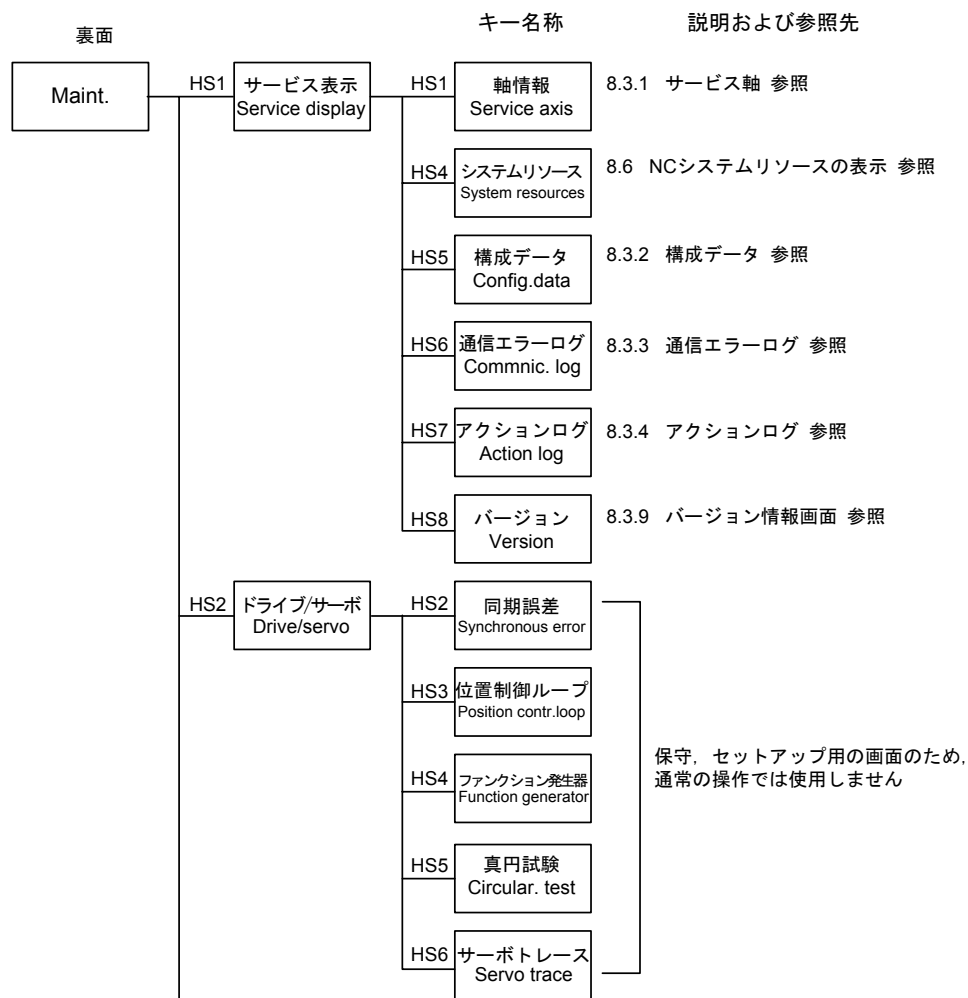 キー名称
説明および参照先
裏面
Maint.
HS1
サービス表示
Service display
HS1
軸情報
Service axis
8.3.1 サービス軸 参照
HS4
システムリソース
System resources
8.6 NCシステムリソースの表示 参照
HS5
構成データ
Config.data
8.3.2 構成データ 参照
HS6
通信エラーログ
Commnic. log
8.3.3 通信エラーログ 参照
HS7
アクションログ
Action log
8.3.4 アクションログ 参照
HS8
バージョン
Version
8.3.9 バージョン情報画面 参照
HS2
ドライブ/サーボ
Drive/servo
HS2
同期誤差
Synchronous error
HS3
位置制御ループ
Position contr.loop
HS4
ファンクション発生器
Function generator
HS5
真円試験
Circular. test
HS6
サーボトレース
Servo trace
保守，セットアップ用の画面のため，
通常の操作では使用しません